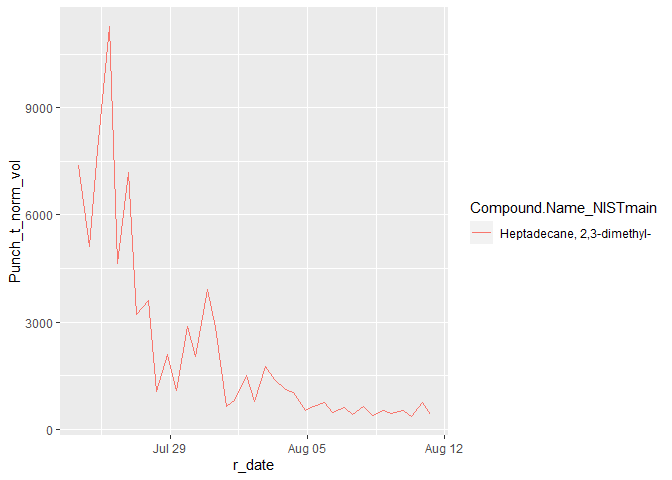 9000
6000
3000
0
Punch_t_norm_vol
Jul 29
Aug 05
Aug 12
r_date
Compound.Name_NISTmain
Heptadecane, 2,3-dimethyl-